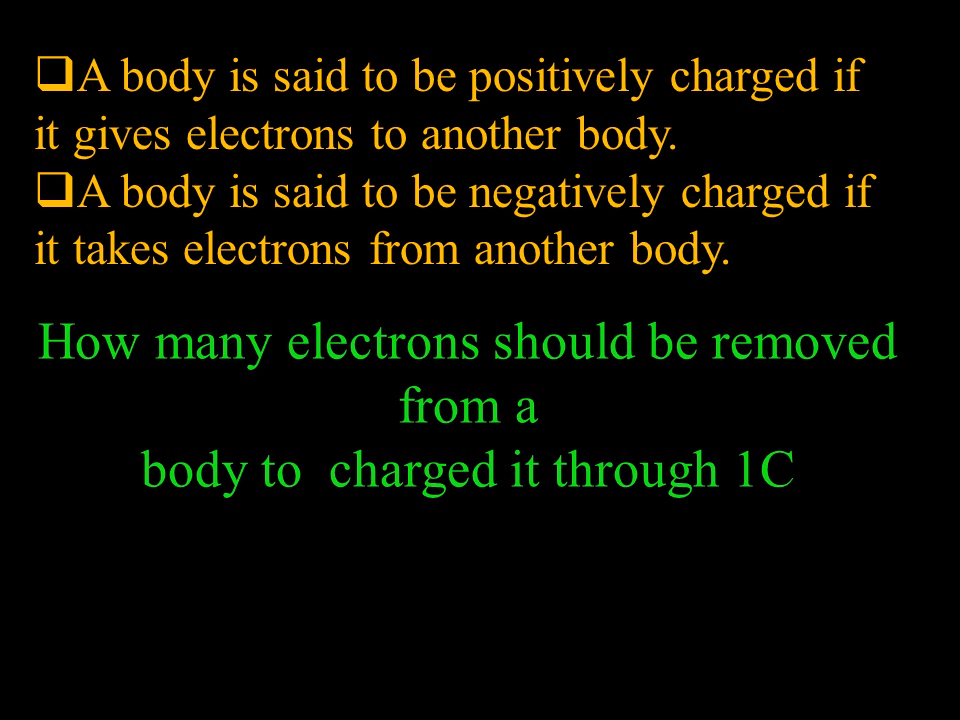 ❑A body is said to be positively charged if
it gives electrons to another body.
❑A body is said to be negatively charged if
it takes electrons from another body.
How many electrons should be removed
from a
body to charged it through 1C